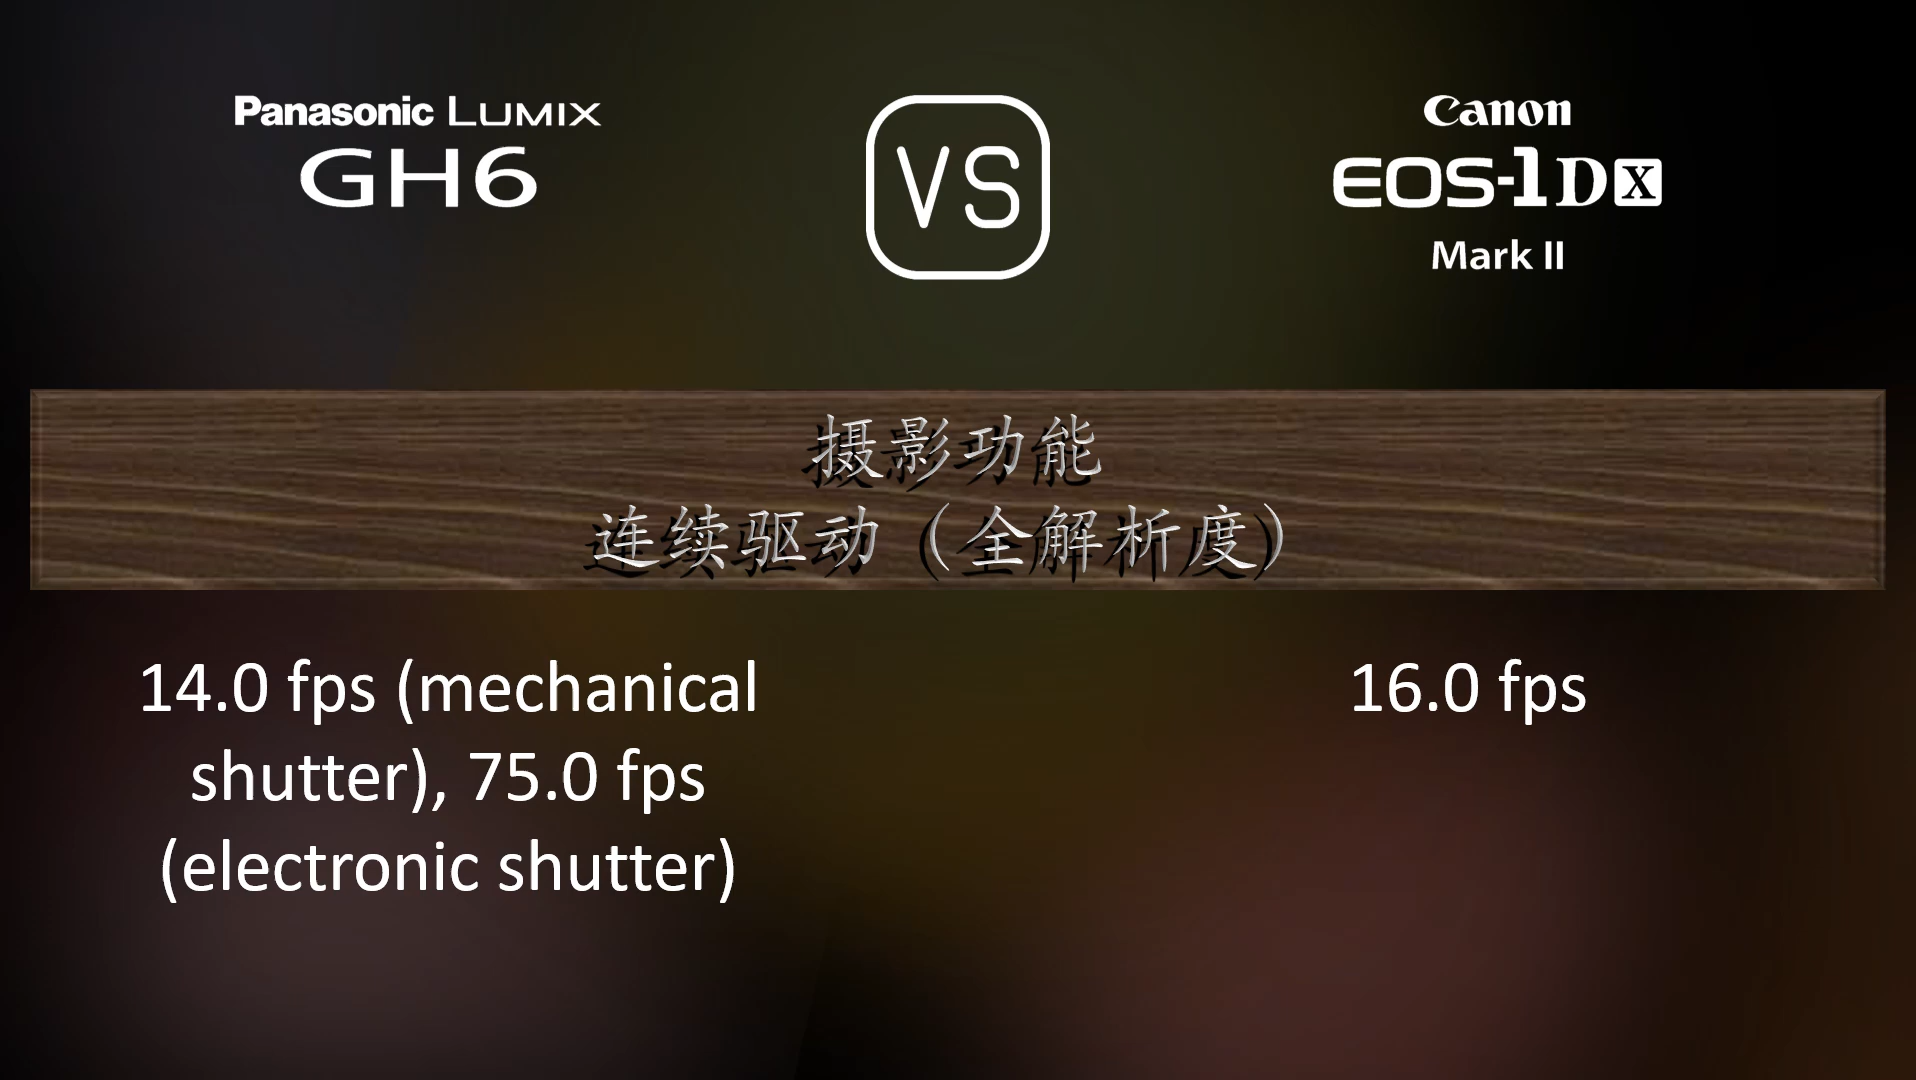 Panasonic LUMIX
GH6
VS
Canon
EOS-1DX
Mark II
摄影功能
连续驱动（全解析度）
14.0 fps (mechanical
shutter), 75.0 fps
(electronic shutter)
16.0 fps